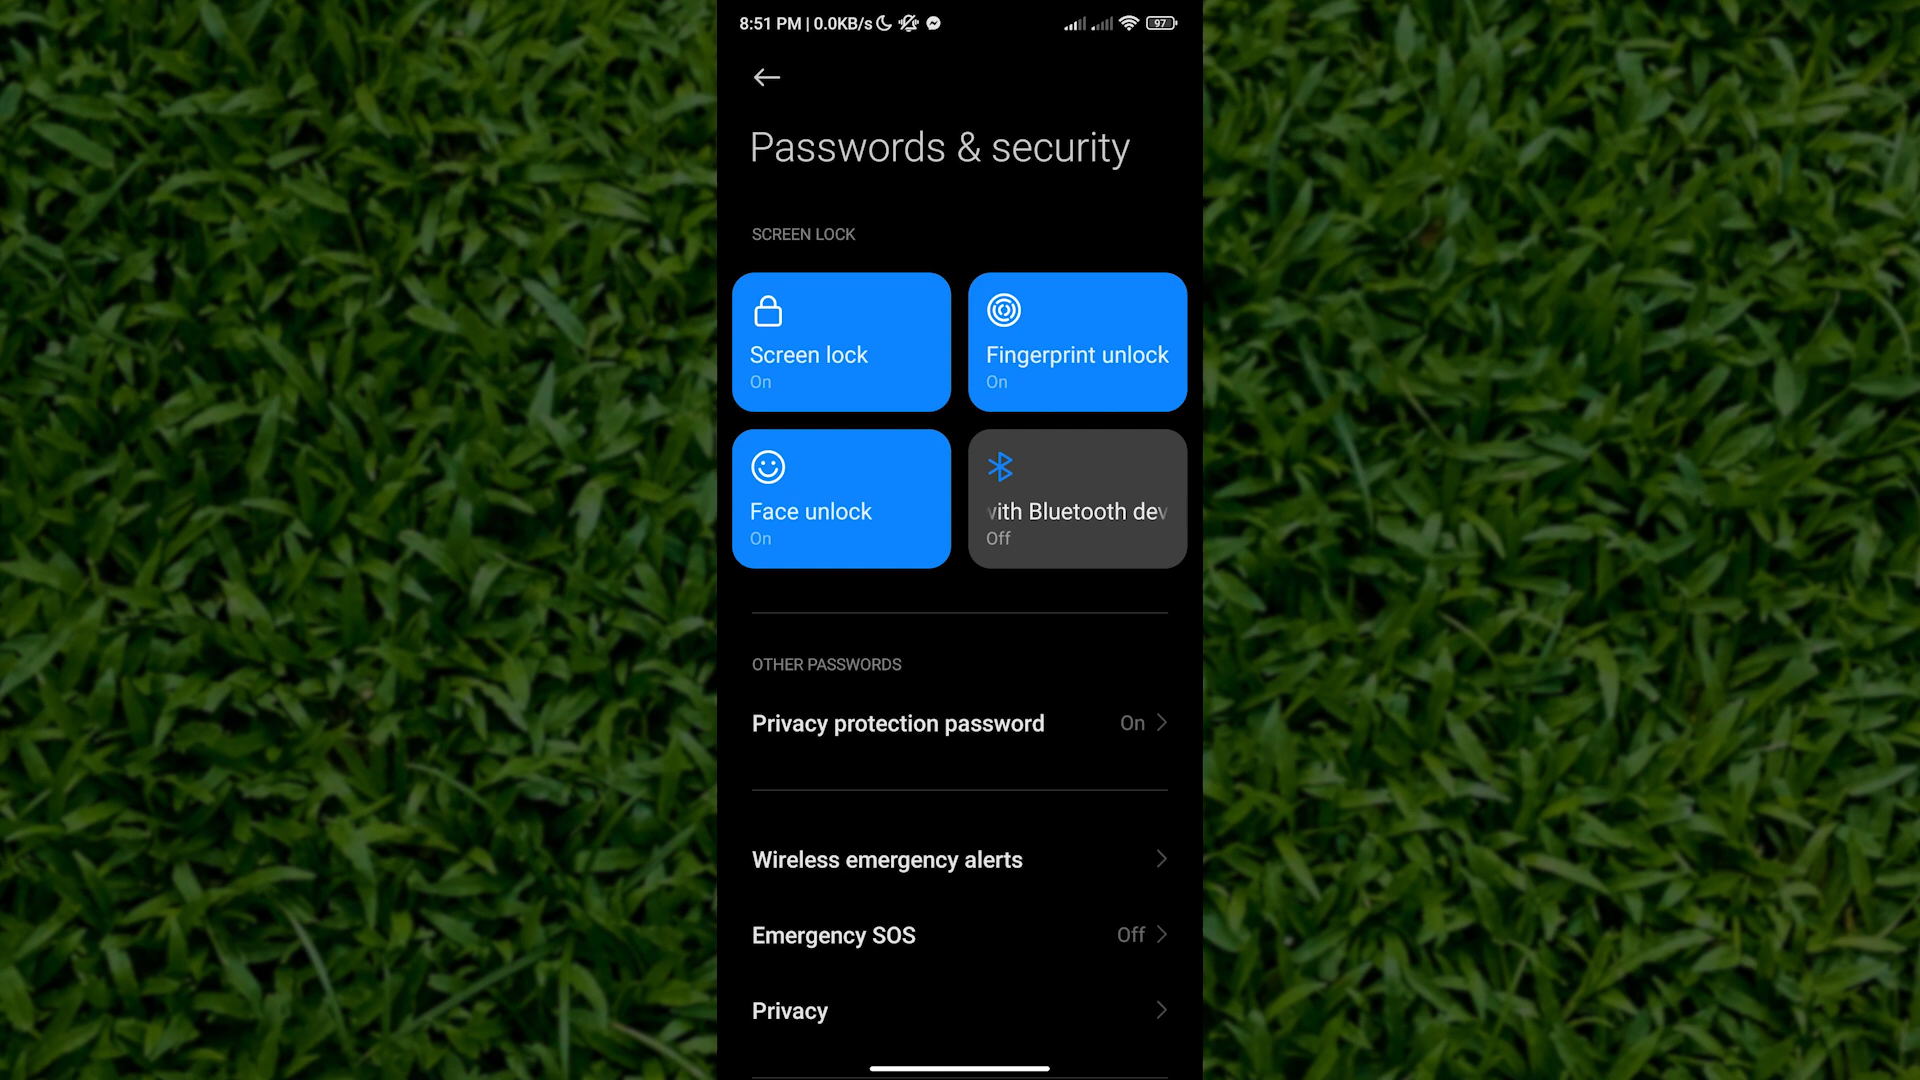 8:51 PM | 0.0KB/s 97
Passwords & security
SCREEN LOCK
Screen lock
On
Fingerprint unlock
On
Face unlock
On
with Bluetooth dev
Off
OTHER PASSWORDS
Privacy protection password On
Wireless emergency alerts
Emergency SOS Off
Privacy